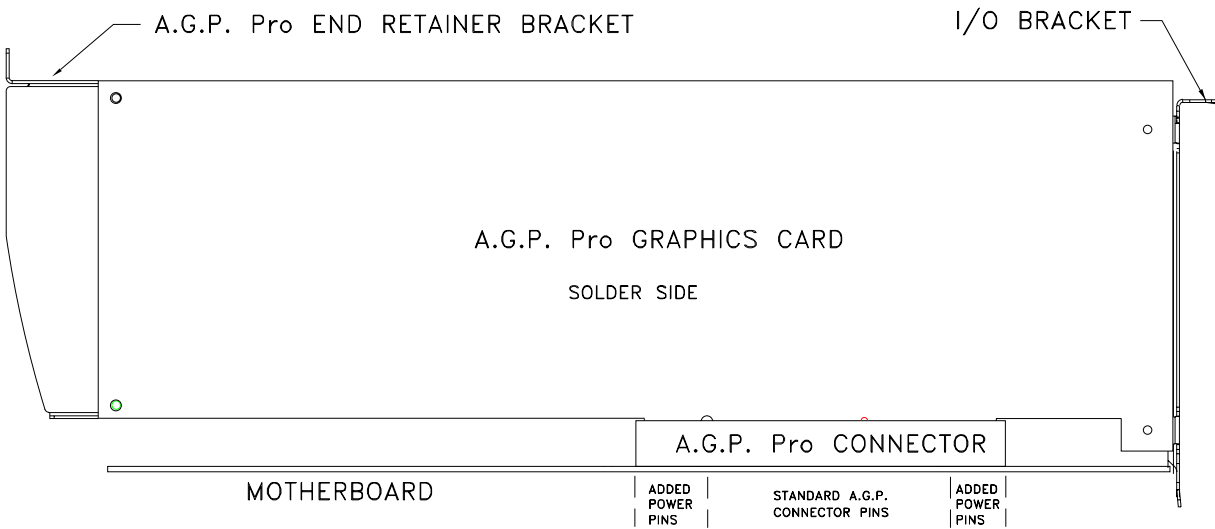 A.G.P. Pro END RETAINER BRACKET
I/O BRACKET
A.G.P. Pro GRAPHICS CARD
SOLDER SIDE
A.G.P. Pro CONNECTOR
MOTHERBOARD
ADDED
POWER
PINS
STANDARD A.G.P.
CONNECTOR PINS
ADDED
POWER
PINS